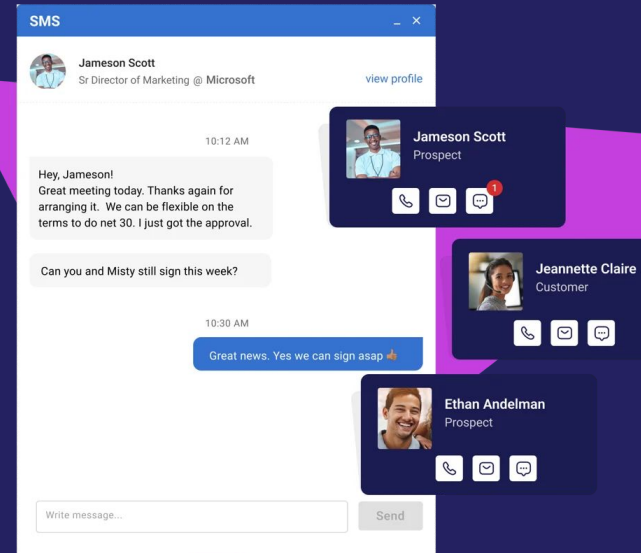 SMS
Jameson Scott
Sr Director of Marketing @ Microsoft
view profile
10:12 AM
Hey, Jameson!
Great meeting today. Thanks again for
arranging it. We can be flexible on the
terms to do net 30. I just got the approval.
Can you and Misty still sign this week?
10:30 AM
Great news. Yes we can sign asap 👍🏾
Write message...
Send
Jameson Scott
Prospect
1
Jeannette Claire
Customer
Ethan Andelman
Prospect